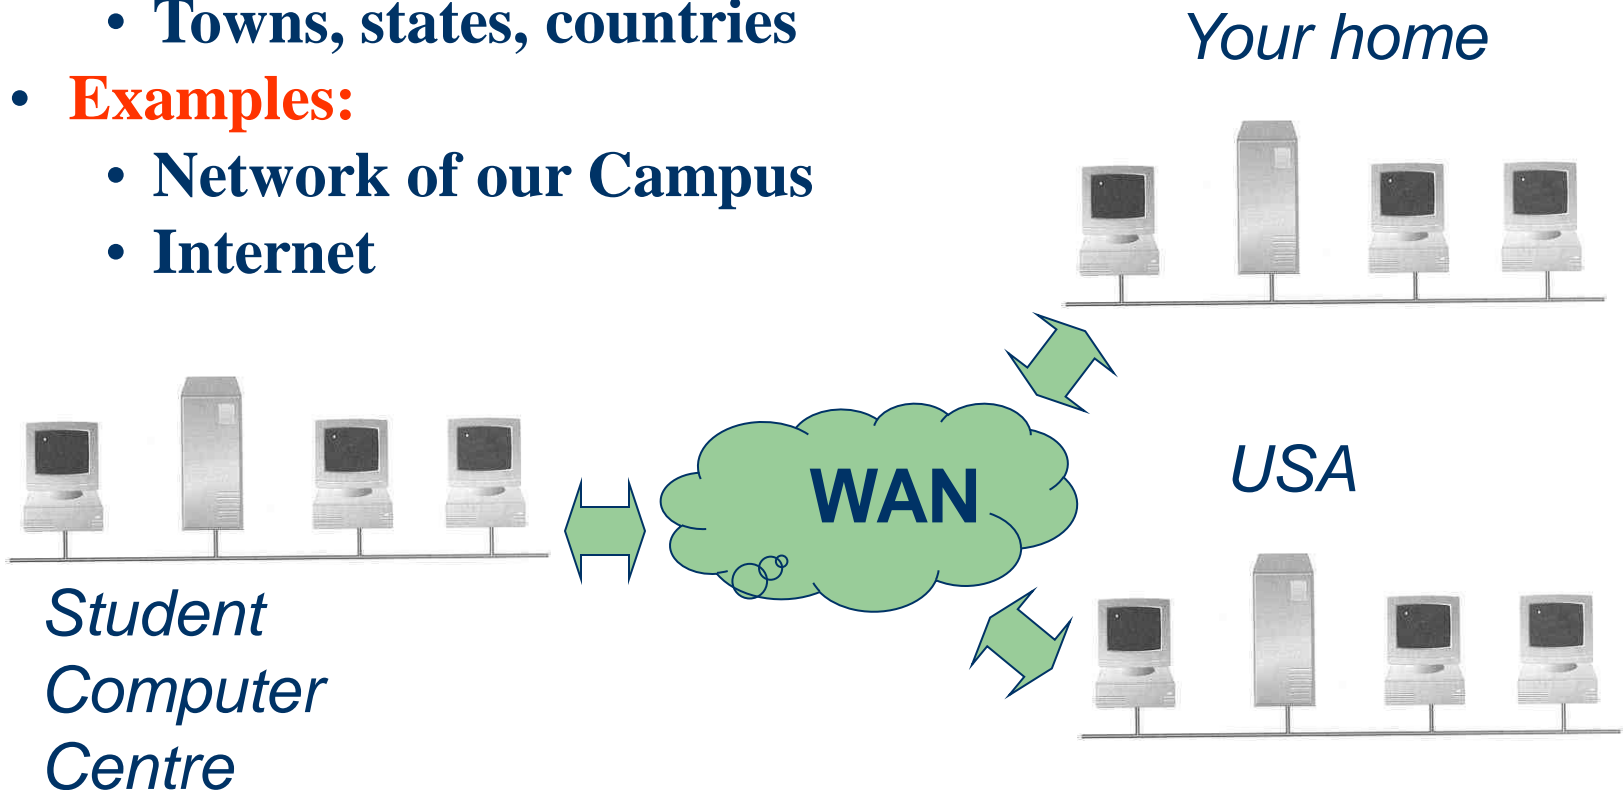 • Towns, states, countries
• Examples:
• Network of our Campus
• Internet
Your home
WAN
USA
Student
Computer
Centre